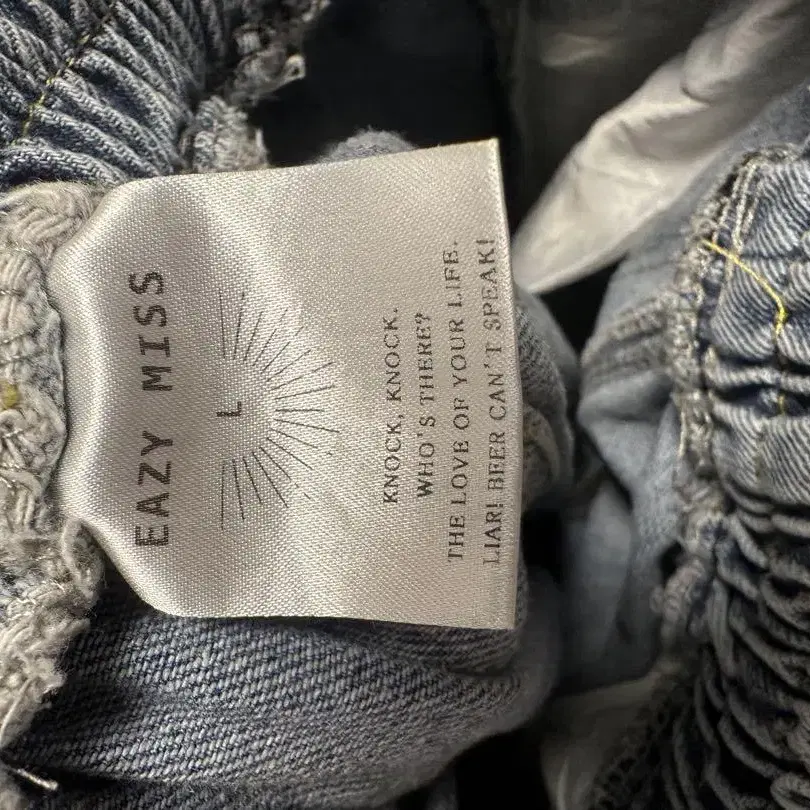 EAZY MISS
L
KNOCK, KNOCK.
WHO'S THERE?
THE LOVE OF YOUR LIFE.
LIAR! BEER CAN'T SPEAK!